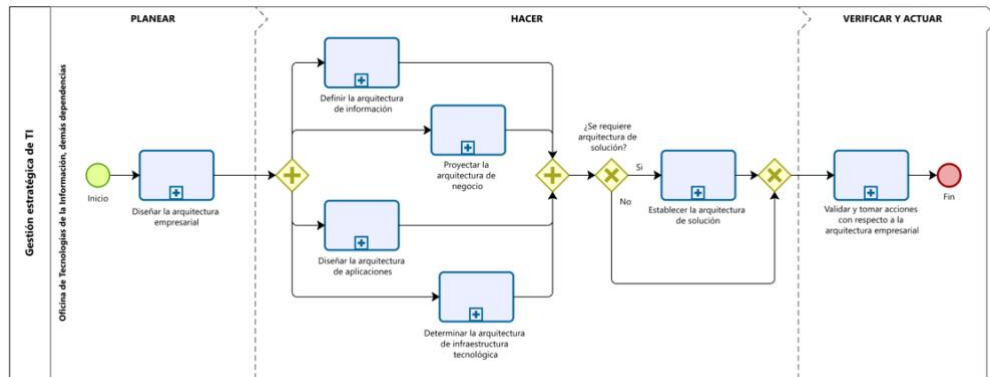 PLANEAR
HACER
VERIFICAR Y ACTUAR
Gestión estratégica de TI
Oficina de Tecnologías de la Información, demás dependencias
Inicio
Diseñar la arquitectura
empresarial
Definir la arquitectura
de información
Proyectar la
arquitectura de
negocio
Diseñar la arquitectura
de aplicaciones
Determinar la arquitectura
de infraestructura
tecnológica
¿Se requiere
arquitectura de
solución?
Si
No
Establecer la arquitectura
de solución
Validar y tomar acciones
con respecto a la
arquitectura empresarial
Fin